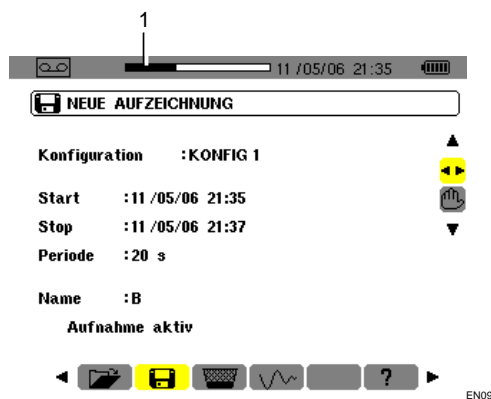 1
11 /05/06 21:35
NEUE AUFZEICHNUNG
Konfiguration :KONFIG 1
Start :11 /05/06 21:35
Stop :11 /05/06 21:37
Periode :20 s
Name :B
Aufnahme aktiv
?
EN09